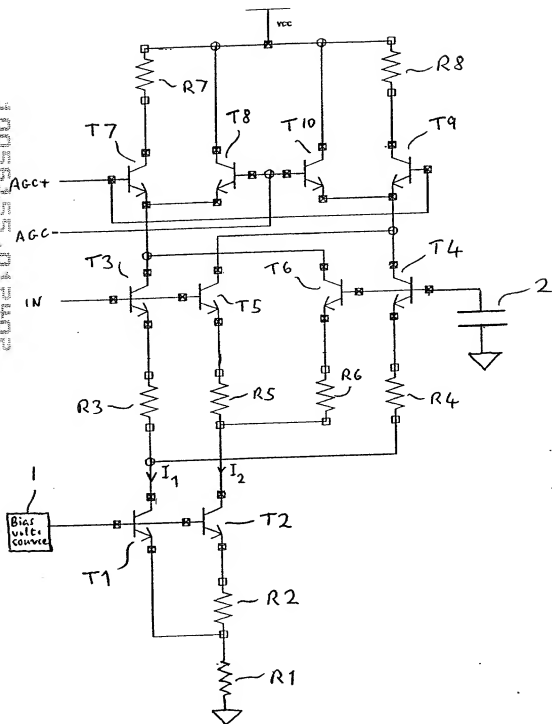 VCC
R7
R8
T7
T8
T10
T9
AGC+
AGC-
T3
T4
T6
IN
T5
2
R3
R5
R6
R4
I1
I2
1
Bias
volts
source
T2
T1
R2
R1